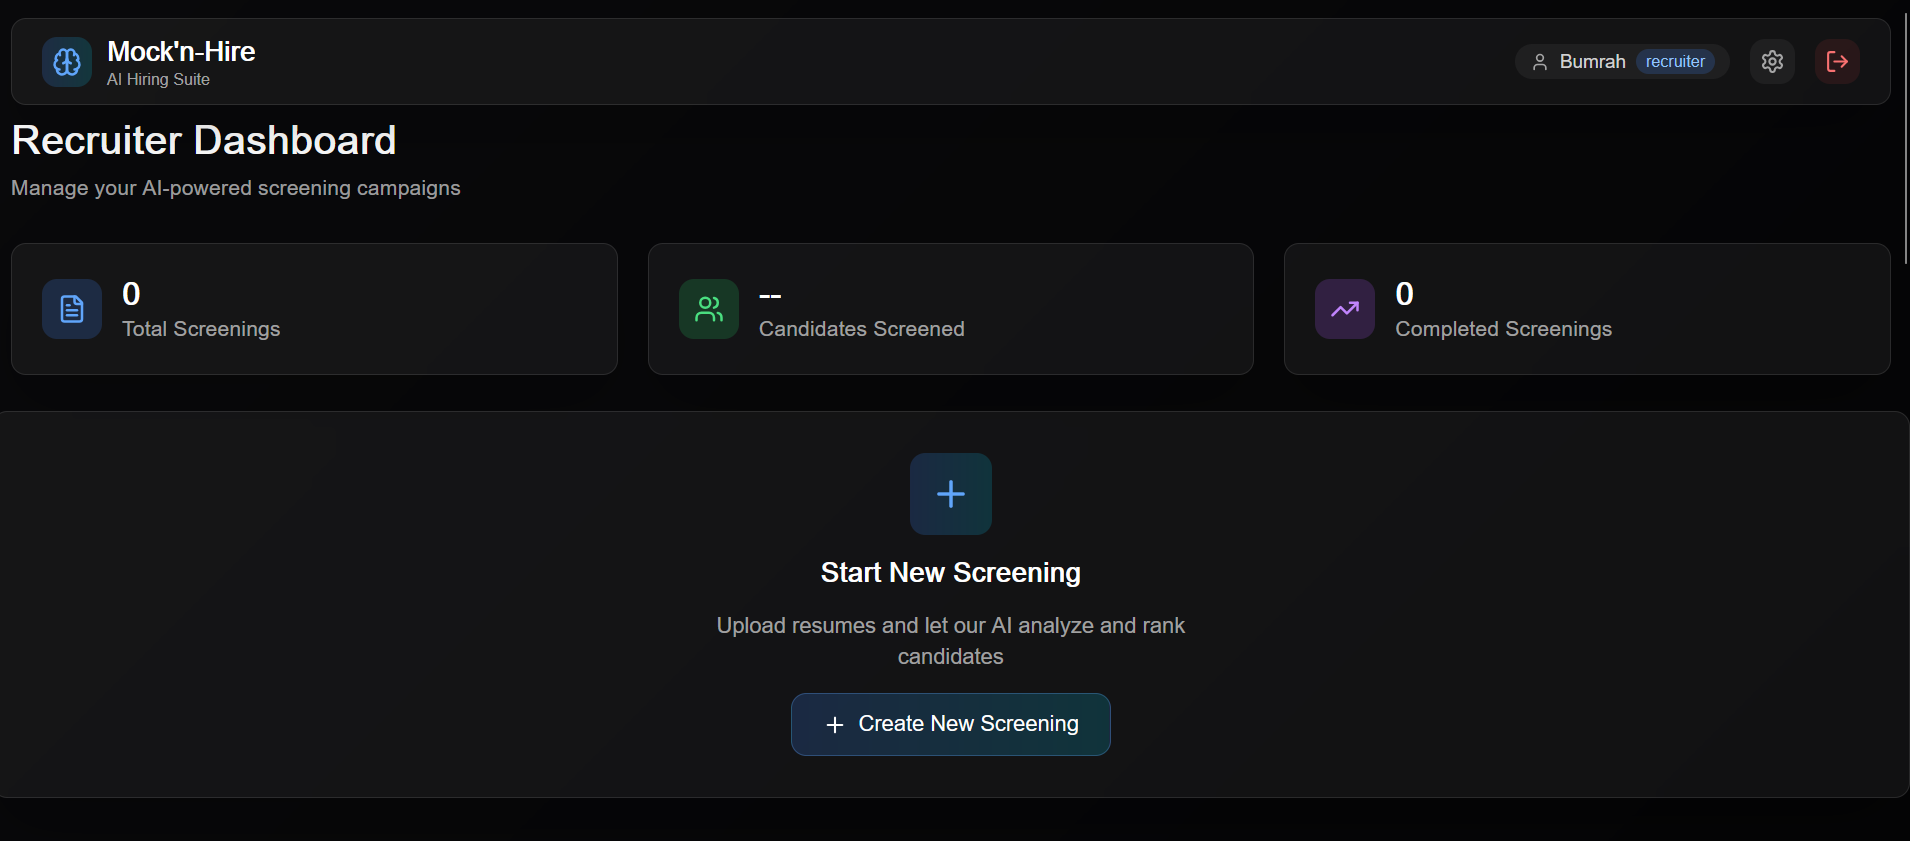 Mock'n-Hire
AI Hiring Suite
Bumrah recruiter
Recruiter Dashboard
Manage your AI-powered screening campaigns
0
Total Screenings
--
Candidates Screened
0
Completed Screenings
Start New Screening
Upload resumes and let our AI analyze and rank
candidates
Create New Screening